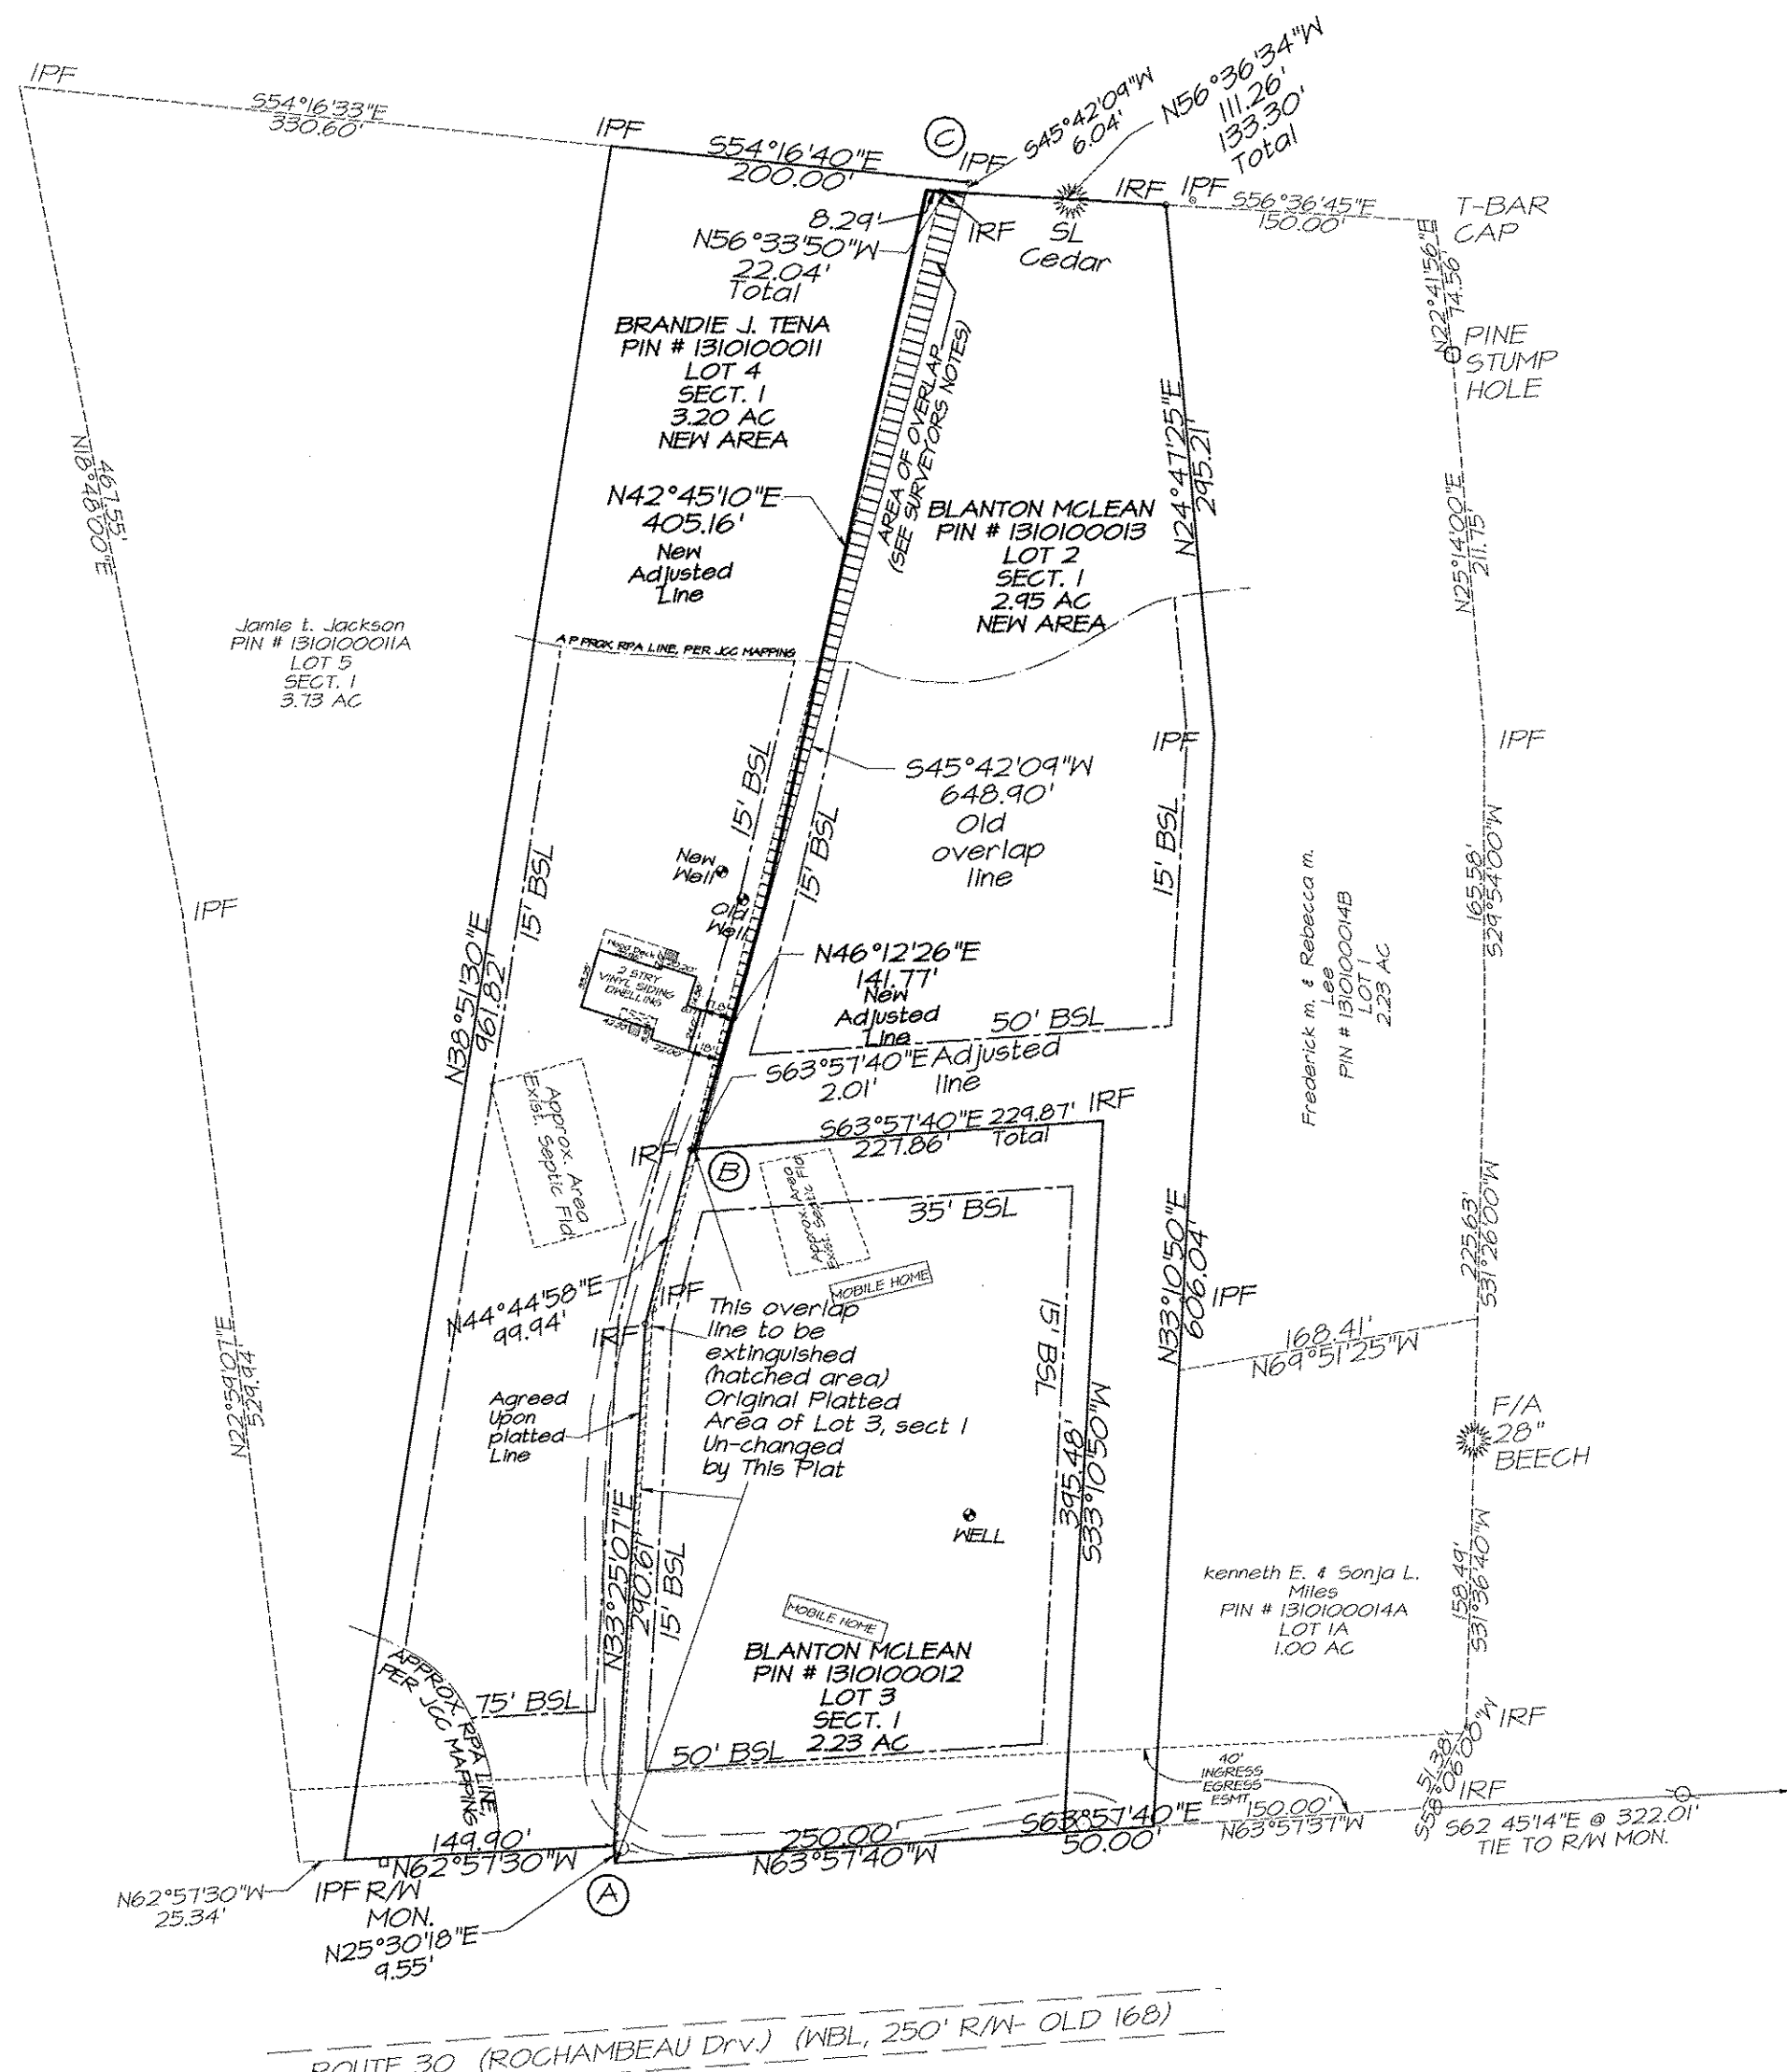 IPF
S54°16'33"E
330.60'
IPF
S54°16'40"E
200.00'
C
IPF
S45°42'09"W
6.04'
N56°36'34"W
111.26'
133.30'
Total
IRF
IPF
S56°36'45"E
150.00'
T-BAR
CAP
8.29'
N56°33'50"W
22.04'
Total
IRF
SL
Cedar
N22°41'56"E
74.56'
PINE
STUMP
HOLE
BRANDIE J. TENA
PIN # 1310100011
LOT 4
SECT. 1
3.20 AC
NEW AREA
AREA OF OVERLAP
(SEE SURVEYORS NOTES)
N24°47'25"E
295.21'
N18°48'00"E
467.55'
N42°45'10"E
405.16'
New
Adjusted
Line
BLANTON MCLEAN
PIN # 1310100013
LOT 2
SECT. 1
2.95 AC
NEW AREA
N25°14'00"E
211.75'
Jamie t. Jackson
PIN # 1310100011A
LOT 5
SECT. 1
3.73 AC
APPROX RPA LINE, PER JCC MAPPING
IPF
IPF
S45°42'09"W
648.90'
Old
overlap
line
15' BSL
15' BSL
15' BSL
15' BSL
New
Well
Old
Well
IPF
N38°51'30"E
961.82'
Frederick m. & Rebecca m.
Lee
PIN # 1310100014B
LOT 1
2.23 AC
165.58'
S29°54'00"W
Wood Deck
2 STRY
VINYL SIDING
DWELLING
22.00'
N46°12'26"E
141.77'
New
Adjusted
Line
50' BSL
S63°57'40"E Adjusted
2.01' line
Approx. Area
Exist. Septic Fld
S63°57'40"E 229.87' IRF
227.86' Total
IRF
B
Approx Area
Exist. Septic Fld
35' BSL
MOBILE HOME
N44°44'58"E
99.94'
IPF
IRF
This overlap
line to be
extinguished
(hatched area)
Original Platted
Area of Lot 3, sect 1
Un-changed
by This Plat
15' BSL
N33°10'50"E
606.04'
IPF
225.63'
S31°26'00"W
168.41'
N69°51'25"W
N22°59'07"E
529.94'
Agreed
Upon
platted
Line
395.48'
S33°10'50"W
F/A
28"
BEECH
WELL
N33°25'07"E
290.61'
15' BSL
MOBILE HOME
BLANTON MCLEAN
PIN # 1310100012
LOT 3
SECT. 1
2.23 AC
kenneth E. & Sonja L.
Miles
PIN # 1310100014A
LOT 1A
1.00 AC
158.49'
S31°36'40"W
APPROX RPA LINE,
PER JCC MAPPING
75' BSL
50' BSL
IRF
51.38'
S58°06'00"W
40'
INGRESS
EGRESS
ESMT
IRF
149.90'
N62°57'30"W
250.00'
N63°57'40"W
S63°57'40"E
50.00'
150.00'
N63°57'37"W
S62 45'14"E @ 322.01'
TIE TO R/W MON.
N62°57'30"W
25.34'
IPF R/W
MON.
A
N25°30'18"E
9.55'
ROUTE 30 (ROCHAMBEAU Drv.) (WBL, 250' R/W- OLD 168)